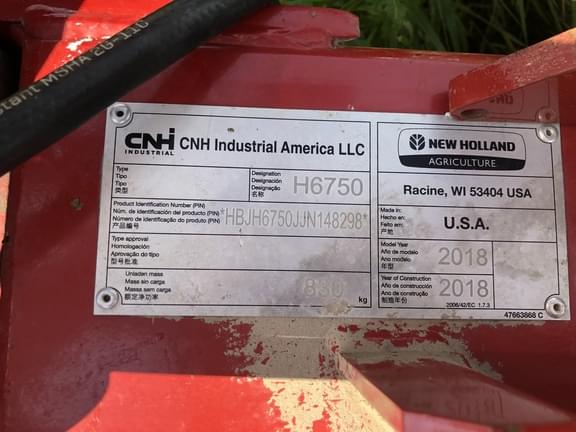 stant MSHA 2G-11C
CNH INDUSTRIAL
CNH Industrial America LLC
NEW HOLLAND
AGRICULTURE
Racine, WI 53404 USA
Type
Tipo
Tipo
类型
Designation
Designación
Designação
名称
H6750
Product Identification Number (PIN)
Núm. de identificación del producto (PIN)
Número de identificação do produto (PIN)
产品编号
*HBJH6750JJN148298*
Made in:
Hecho en:
Feito em:
产地
U.S.A.
Type approval
Homologación
Aprovação do tipo
型号批准
Model Year
Año de modelo
Ano modelo
年型
2018
Unladen mass
Masa sin carga
Massa sem carga
额定净功率
kg
Year of Construction
Año de construcción
Ano de construção
制造年份
2018
2006/42/EC 1.7.3
47663868 C